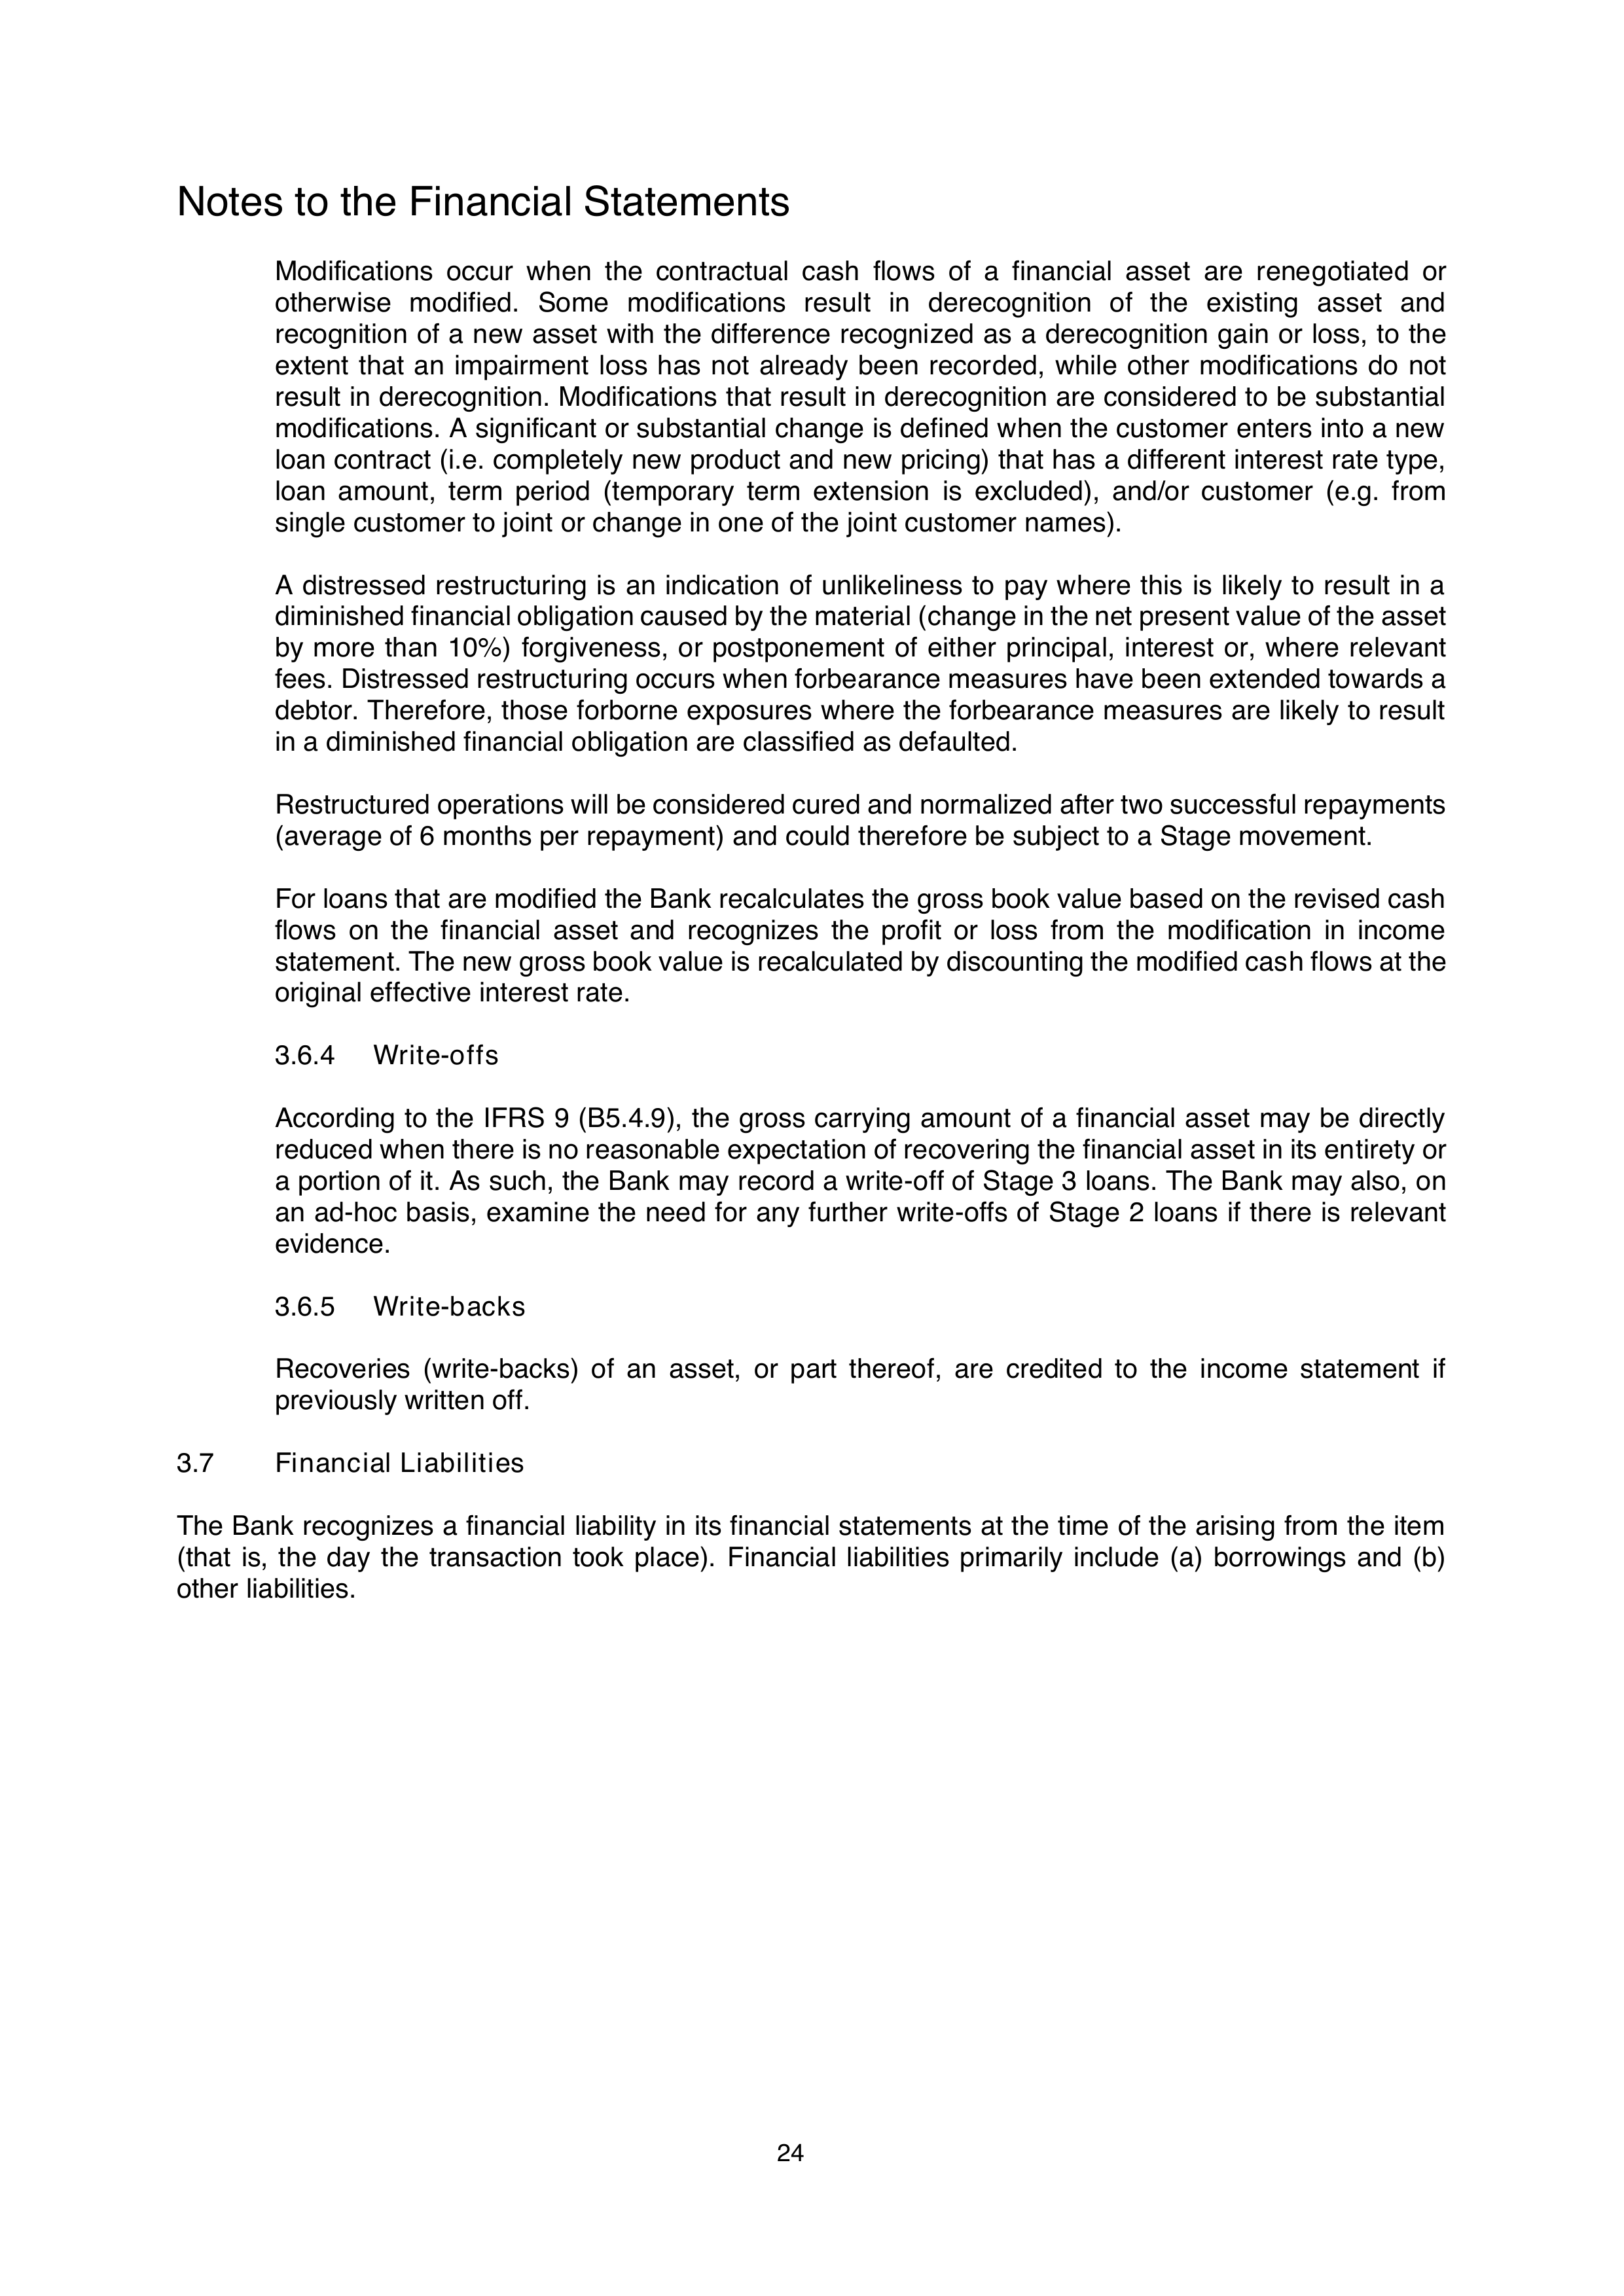 Notes to the Financial Statements
Modifications occur when the contractual cash flows of a financial asset are renegotiated or
otherwise modified. Some modifications result in derecognition of the existing asset and
recognition of a new asset with the difference recognized as a derecognition gain or loss, to the
extent that an impairment loss has not already been recorded, while other modifications do not
result in derecognition. Modifications that result in derecognition are considered to be substantial
modifications. A significant or substantial change is defined when the customer enters into a new
loan contract (i.e. completely new product and new pricing) that has a different interest rate type,
loan amount, term period (temporary term extension is excluded), and/or customer (e.g. from
single customer to joint or change in one of the joint customer names).
A distressed restructuring is an indication of unlikeliness to pay where this is likely to result in a
diminished financial obligation caused by the material (change in the net present value of the asset
by more than 10%) forgiveness, or postponement of either principal, interest or, where relevant
fees. Distressed restructuring occurs when forbearance measures have been extended towards a
debtor. Therefore, those forborne exposures where the forbearance measures are likely to result
in a diminished financial obligation are classified as defaulted.
Restructured operations will be considered cured and normalized after two successful repayments
(average of 6 months per repayment) and could therefore be subject to a Stage movement.
For loans that are modified the Bank recalculates the gross book value based on the revised cash
flows on the financial asset and recognizes the profit or loss from the modification in income
statement. The new gross book value is recalculated by discounting the modified cash flows at the
original effective interest rate.
3.6.4 Write-offs
According to the IFRS 9 (B5.4.9), the gross carrying amount of a financial asset may be directly
reduced when there is no reasonable expectation of recovering the financial asset in its entirety or
a portion of it. As such, the Bank may record a write-off of Stage 3 loans. The Bank may also, on
an ad-hoc basis, examine the need for any further write-offs of Stage 2 loans if there is relevant
evidence.
3.6.5 Write-backs
Recoveries (write-backs) of an asset, or part thereof, are credited to the income statement if
previously written off.
3.7 Financial Liabilities
The Bank recognizes a financial liability in its financial statements at the time of the arising from the item
(that is, the day the transaction took place). Financial liabilities primarily include (a) borrowings and (b)
other liabilities.
24